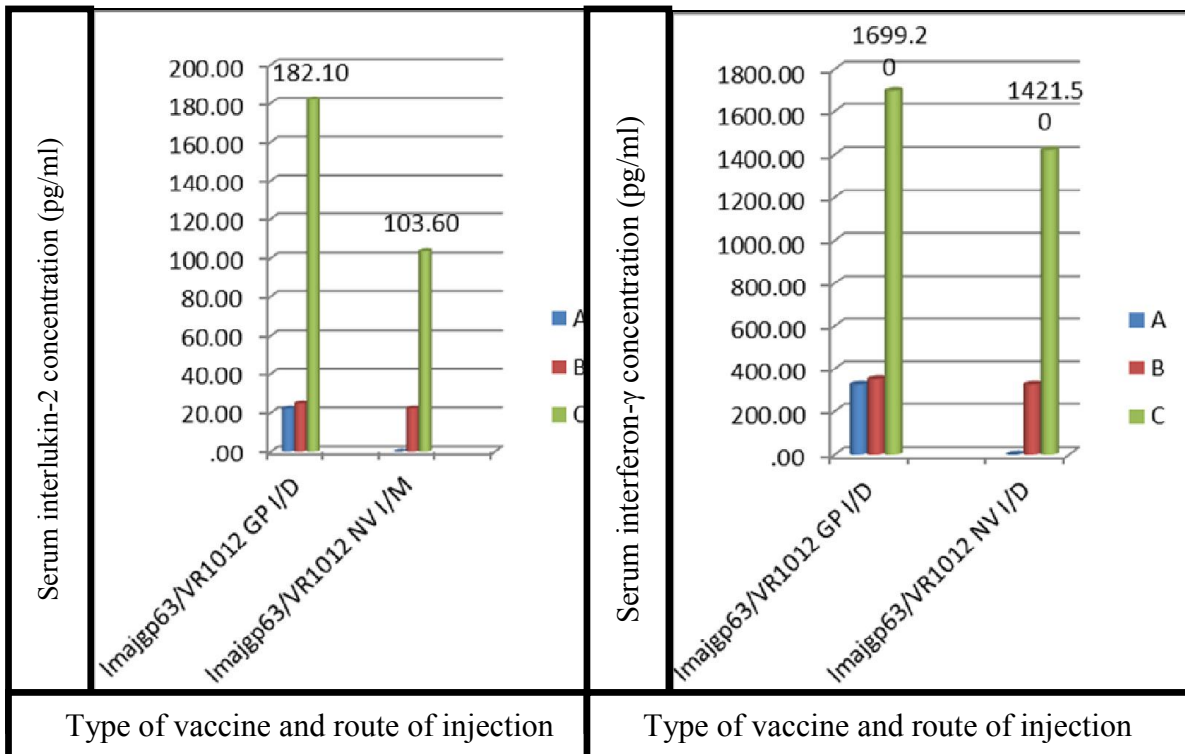 Serum interlukin-2 concentration (pg/ml)
200.00
180.00
160.00
140.00
120.00
100.00
80.00
60.00
40.00
20.00
.00
182.10
103.60
A
B
C
lmajgp63/VR1012 GP I/D
lmajgp63/VR1012 NV I/M
Type of vaccine and route of injection
Serum interferon-γ concentration (pg/ml)
1800.00
1600.00
1400.00
1200.00
1000.00
800.00
600.00
400.00
200.00
.00
1699.2
0
1421.5
0
A
B
C
lmajgp63/VR1012 GP I/D
lmajgp63/VR1012 NV I/D
Type of vaccine and route of injection